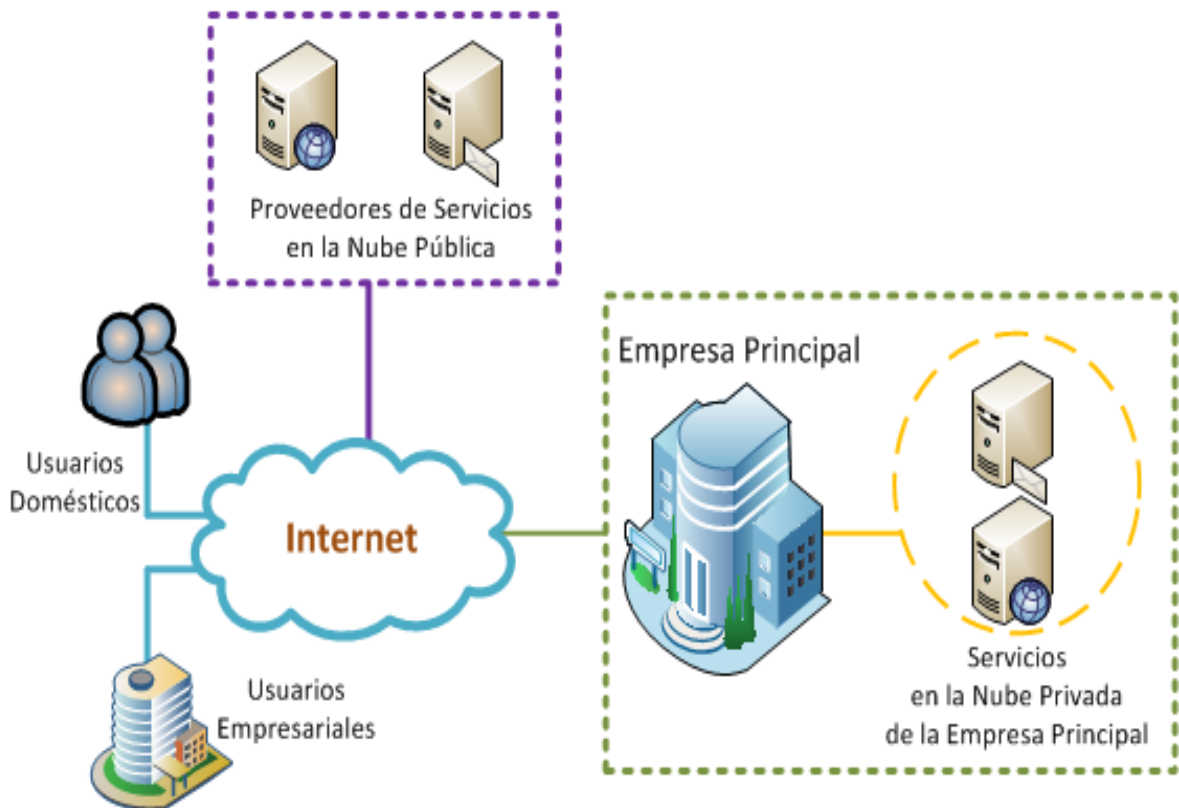 Proveedores de Servicios
en la Nube Pública
Empresa Principal
Usuarios
Domésticos
Internet
Usuarios
Empresariales
Servicios
en la Nube Privada
de la Empresa Principal